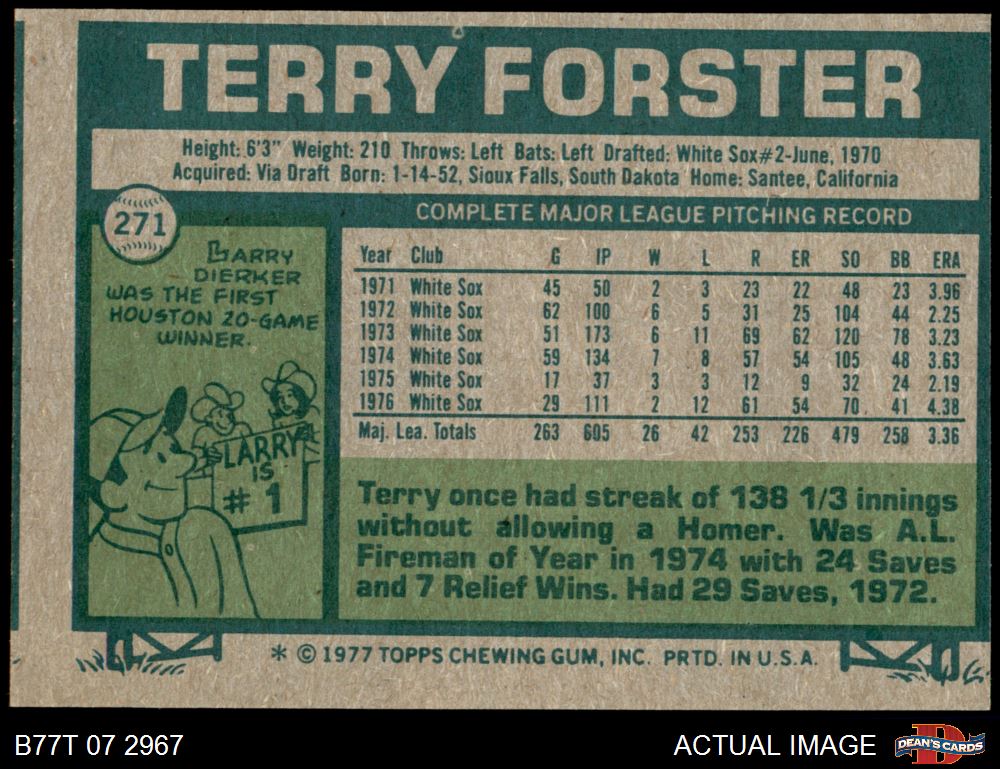 TERRY FORSTER
Height: 6'3" Weight: 210 Throws: Left Bats: Left Drafted: White Sox#2-June, 1970
Acquired: Via Draft Born: 1-14-52, Sioux Falls, South Dakota Home: Santee, California
271
LARRY
DIERKER
WAS THE FIRST
HOUSTON 20-GAME
WINNER.
LARRY
IS
# 1
COMPLETE MAJOR LEAGUE PITCHING RECORD
Year Club G IP W L R ER SO BB ERA
1971 White Sox 45 50 2 3 23 22 48 23 3.96
1972 White Sox 62 100 6 5 31 25 104 44 2.25
1973 White Sox 51 173 6 11 69 62 120 78 3.23
1974 White Sox 59 134 7 8 57 54 105 48 3.63
1975 White Sox 17 37 3 3 12 9 32 24 2.19
1976 White Sox 29 111 2 12 61 54 70 41 4.38
Maj. Lea. Totals 263 605 26 42 253 226 479 258 3.36
Terry once had streak of 138 1/3 innings
without allowing a Homer. Was A.L.
Fireman of Year in 1974 with 24 Saves
and 7 Relief Wins. Had 29 Saves, 1972.
* © 1977 TOPPS CHEWING GUM, INC. PRTD. IN U.S.A.
B77T 07 2967
ACTUAL IMAGE
D
DEAN'S CARDS